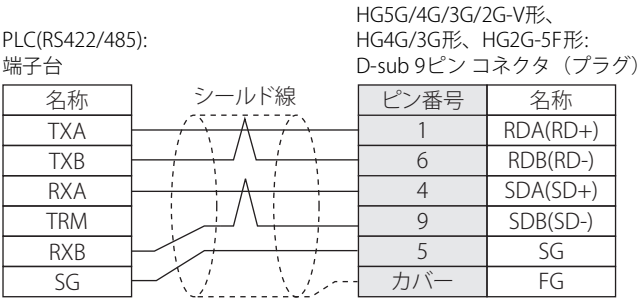 HG5G/4G/3G/2G-V形、
PLC(RS422/485):
HG4G/3G形、HG2G-5F形:
端子台
D-sub 9ピン コネクタ（プラグ）
名称 シールド線 ピン番号 名称
TXA 1 RDA(RD+)
TXB 6 RDB(RD-)
RXA 4 SDA(SD+)
TRM 9 SDB(SD-)
RXB 5 SG
SG カバー FG